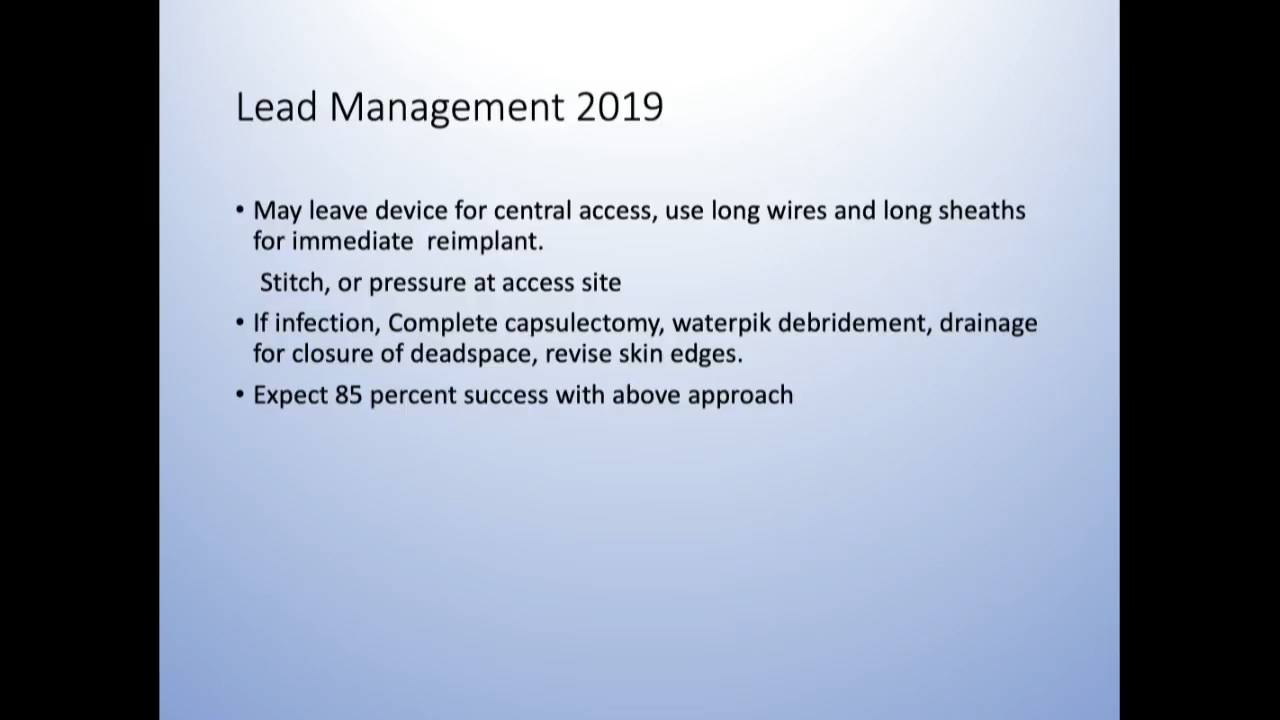 Lead Management 2019
• May leave device for central access, use long wires and long sheaths
for immediate  reimplant.
Stitch, or pressure at access site
• If infection, Complete capsulectomy, waterpik debridement, drainage
for closure of deadspace, revise skin edges.
• Expect 85 percent success with above approach